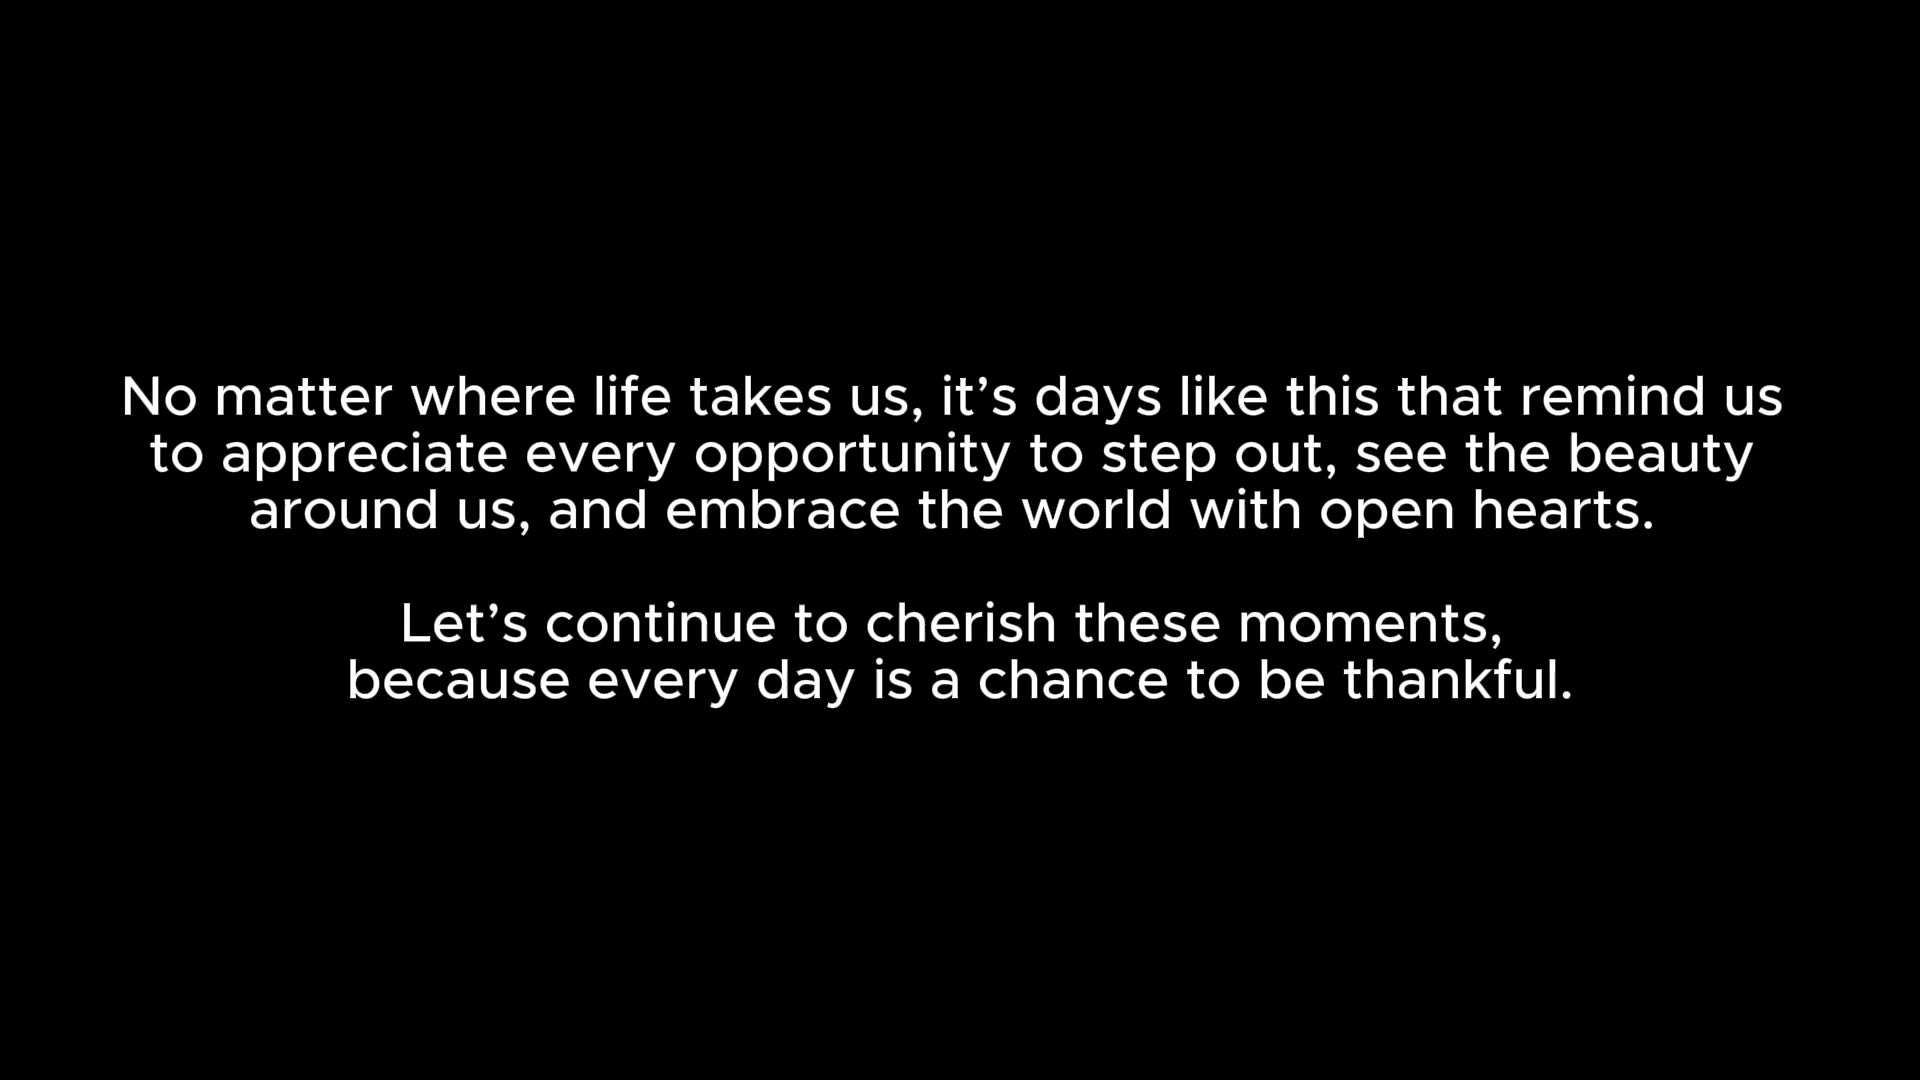 No matter where life takes us, it’s days like this that remind us
to appreciate every opportunity to step out, see the beauty
around us, and embrace the world with open hearts.
Let’s continue to cherish these moments,
because every day is a chance to be thankful.